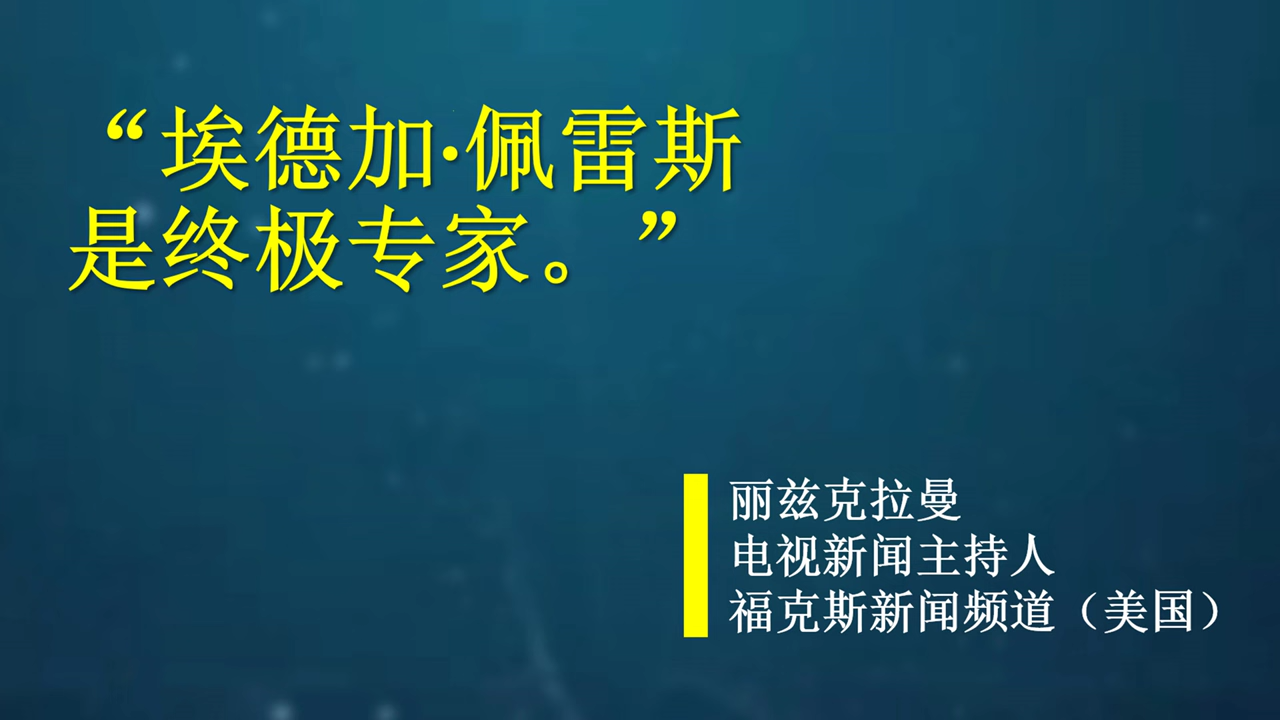 “埃德加·佩雷斯
是终极专家。”
丽兹克拉曼
电视新闻主持人
福克斯新闻频道（美国）